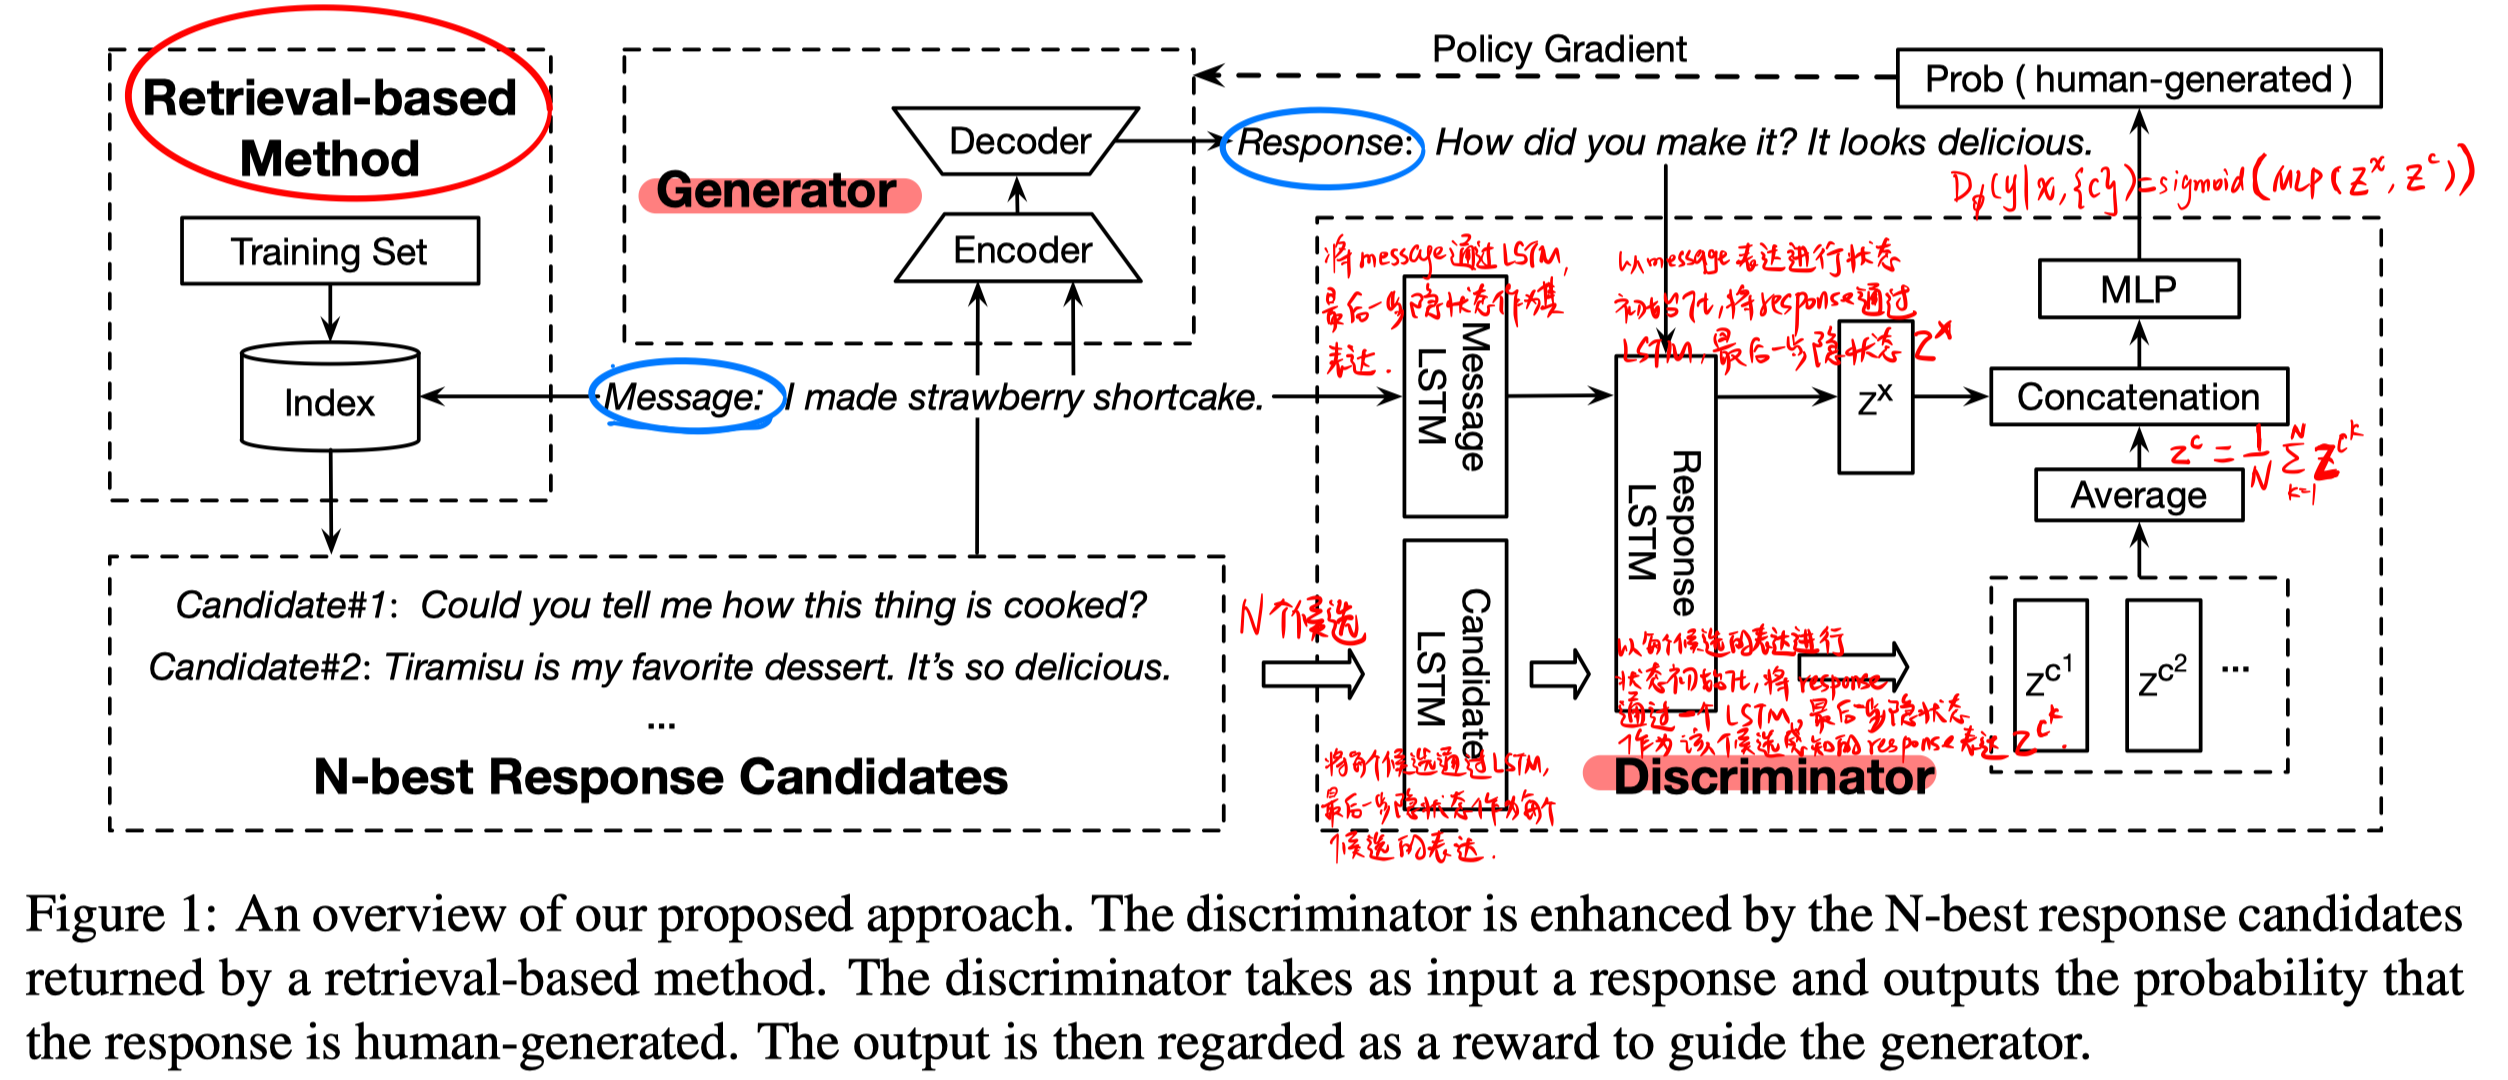 Policy Gradient
Prob ( human-generated )
Retrieval-based
Method
Training Set
Index
Generator
Decoder
Encoder
Response: How did you make it? It looks delicious.
Message: I made strawberry shortcake.
Candidate#1: Could you tell me how this thing is cooked?
Candidate#2: Tiramisu is my favorite dessert. It's so delicious.
...
N-best Response Candidates
N个候选
将message通过LSTM,
最后一步隐状态作为其
表达.
Message
LSTM
Candidate
LSTM
将每个候选通过LSTM,
最后一步隐状态作为每个
候选的表达.
以message表达进行状态
初始化,将response通过
LSTM,最后一步隐状态 z^x
Response
LSTM
以每个候选的表达进行
状态初始化,将response
通过一个LSTM,最后一步隐状态
作为该个候选感知的response表达 z^{c^k}.
Discriminator
z^x
D_ϕ(y|x,{c})=sigmoid(MLP(z^x, z^c))
MLP
Concatenation
z^c = 1/N ∑_{k=1}^N z^{c^k}
Average
z^{c^1} z^{c^2} ...
Figure 1: An overview of our proposed approach. The discriminator is enhanced by the N-best response candidates
returned by a retrieval-based method. The discriminator takes as input a response and outputs the probability that
the response is human-generated. The output is then regarded as a reward to guide the generator.